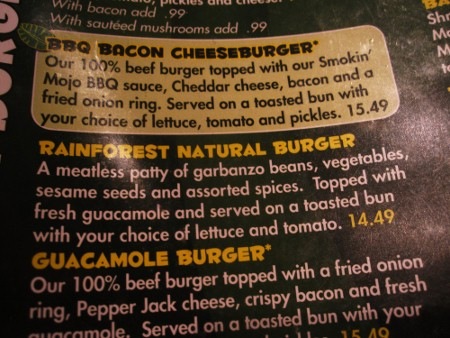 pickles and cheese
With bacon add .99
With sautéed mushrooms add .99
BBQ BACON CHEESEBURGER*
Our 100% beef burger topped with our Smokin'
Mojo BBQ sauce, Cheddar cheese, bacon and a
fried onion ring. Served on a toasted bun with
your choice of lettuce, tomato and pickles. 15.49
RAINFOREST NATURAL BURGER
A meatless patty of garbanzo beans, vegetables,
sesame seeds and assorted spices. Topped with
fresh guacamole and served on a toasted bun
with your choice of lettuce and tomato. 14.49
GUACAMOLE BURGER*
Our 100% beef burger topped with a fried onion
ring, Pepper Jack cheese, crispy bacon and fresh
guacamole. Served on a toasted bun with your
15.49